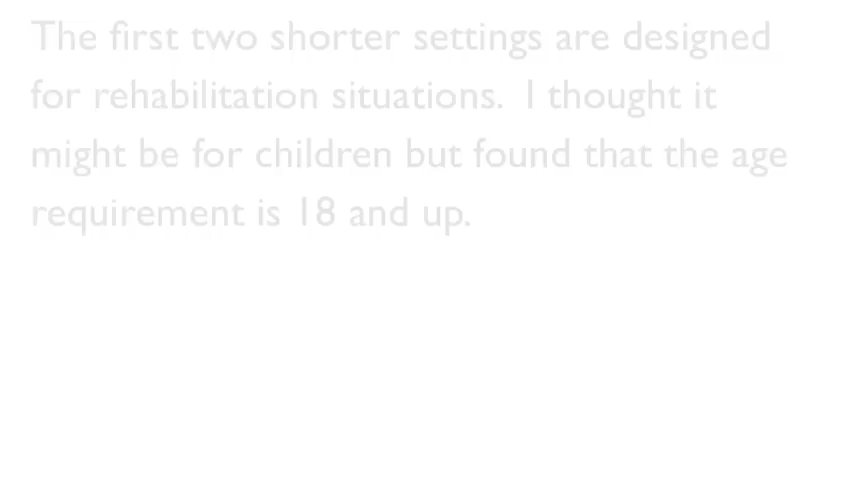 The first two shorter settings are designed
for rehabilitation situations.  I thought it
might be for children but found that the age
requirement is 18 and up.